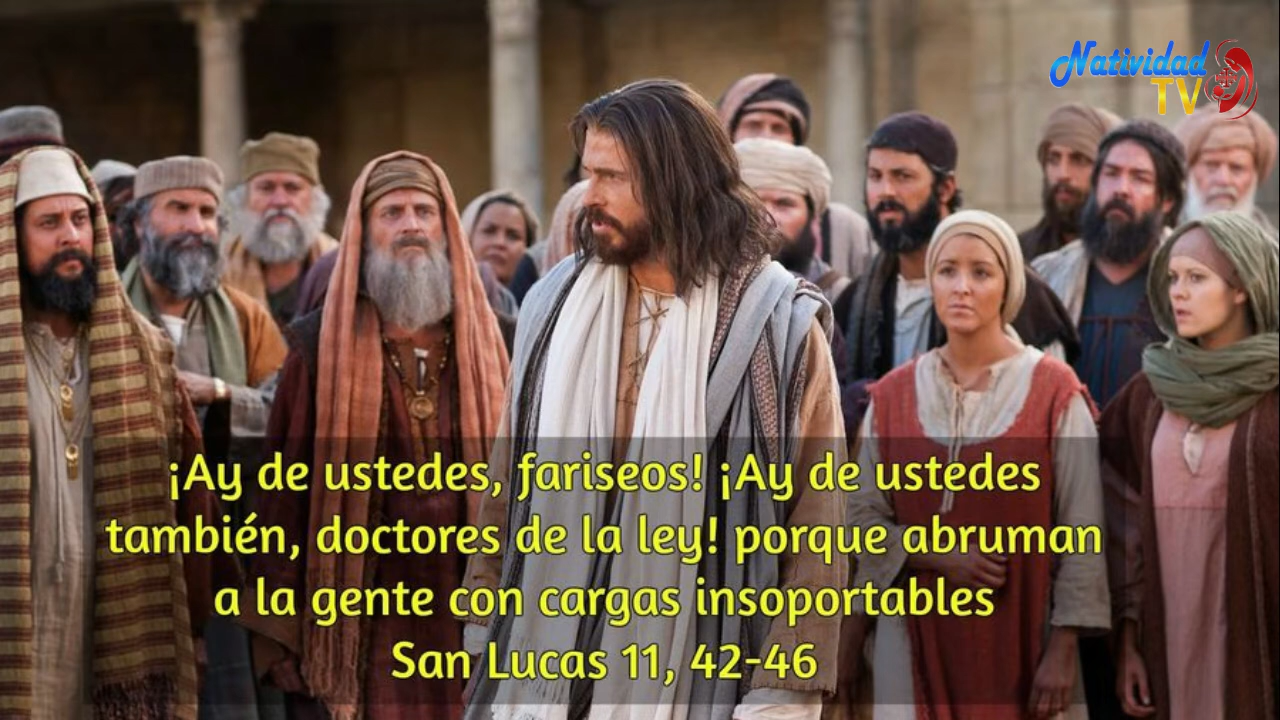 Natividad
TV
¡Ay de ustedes, fariseos! ¡Ay de ustedes
también, doctores de la ley! porque abruman
a la gente con cargas insoportables
San Lucas 11, 42-46